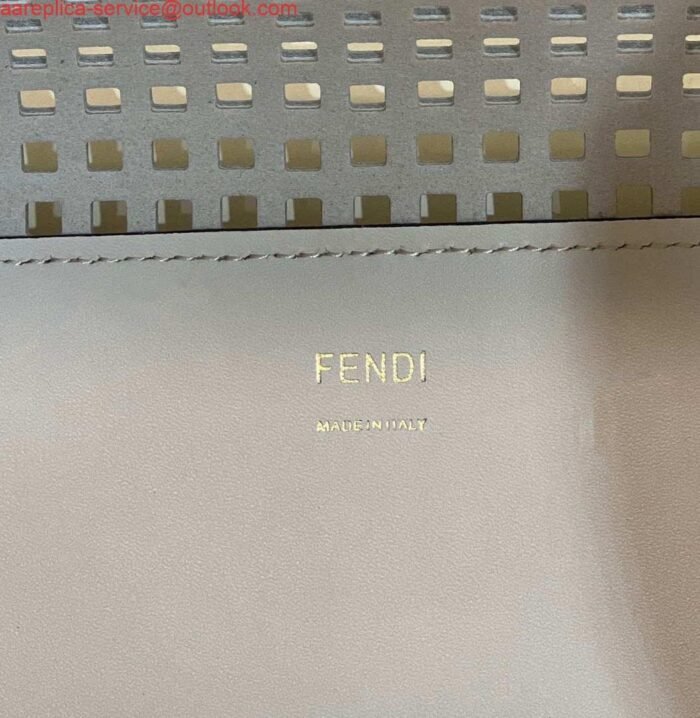 aareplica-service@outlook.com
FENDI
MADE IN ITALY